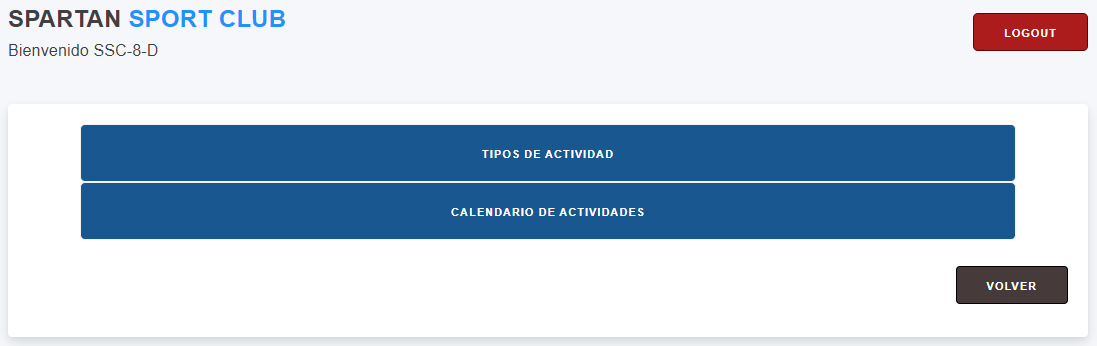 SPARTAN SPORT CLUB
Bienvenido SSC-8-D
LOGOUT
TIPOS DE ACTIVIDAD
CALENDARIO DE ACTIVIDADES
VOLVER